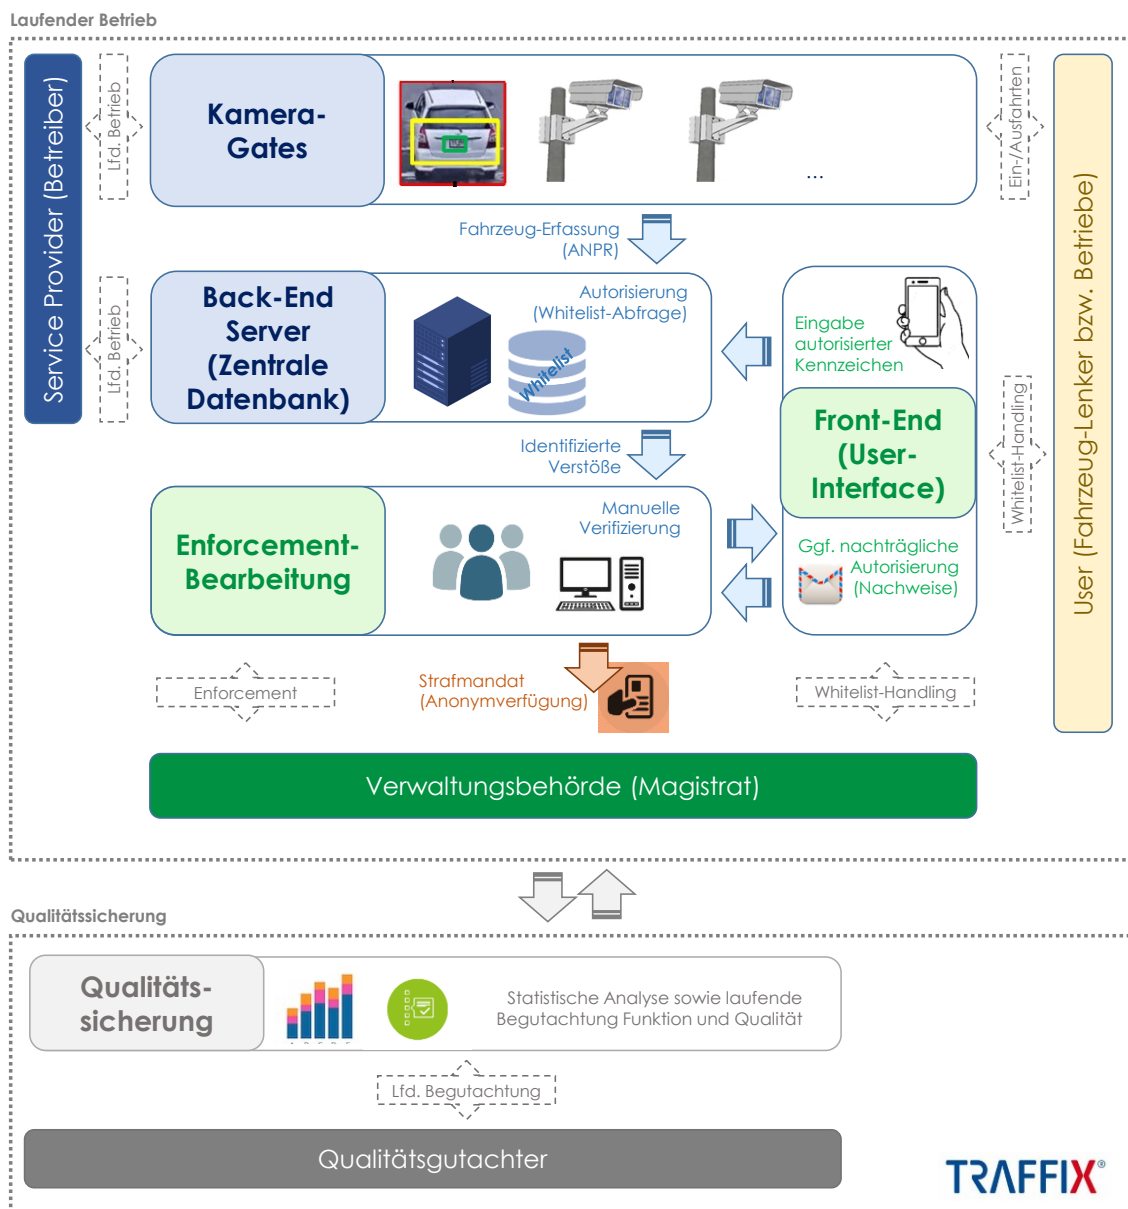 Laufender Betrieb
Service Provider (Betreiber)
Lfd. Betrieb
Kamera-
Gates
...
Ein-/Ausfahrten
User (Fahrzeug-Lenker bzw. Betriebe)
Fahrzeug-Erfassung
(ANPR)
Lfd. Betrieb
Back-End
Server
(Zentrale
Datenbank)
Autorisierung
(Whitelist-Abfrage)
Whitelist
Eingabe
autorisierter
Kennzeichen
Front-End
(User-
Interface)
Whitelist-Handling
Identifizierte
Verstöße
Enforcement-
Bearbeitung
Manuelle
Verifizierung
Ggf. nachträgliche
Autorisierung
(Nachweise)
Enforcement
Strafmandat
(Anonymverfügung)
Whitelist-Handling
Verwaltungsbehörde (Magistrat)
Qualitätssicherung
Qualitäts-
sicherung
Statistische Analyse sowie laufende
Begutachtung Funktion und Qualität
Lfd. Begutachtung
Qualitätsgutachter
TRAFFIX®